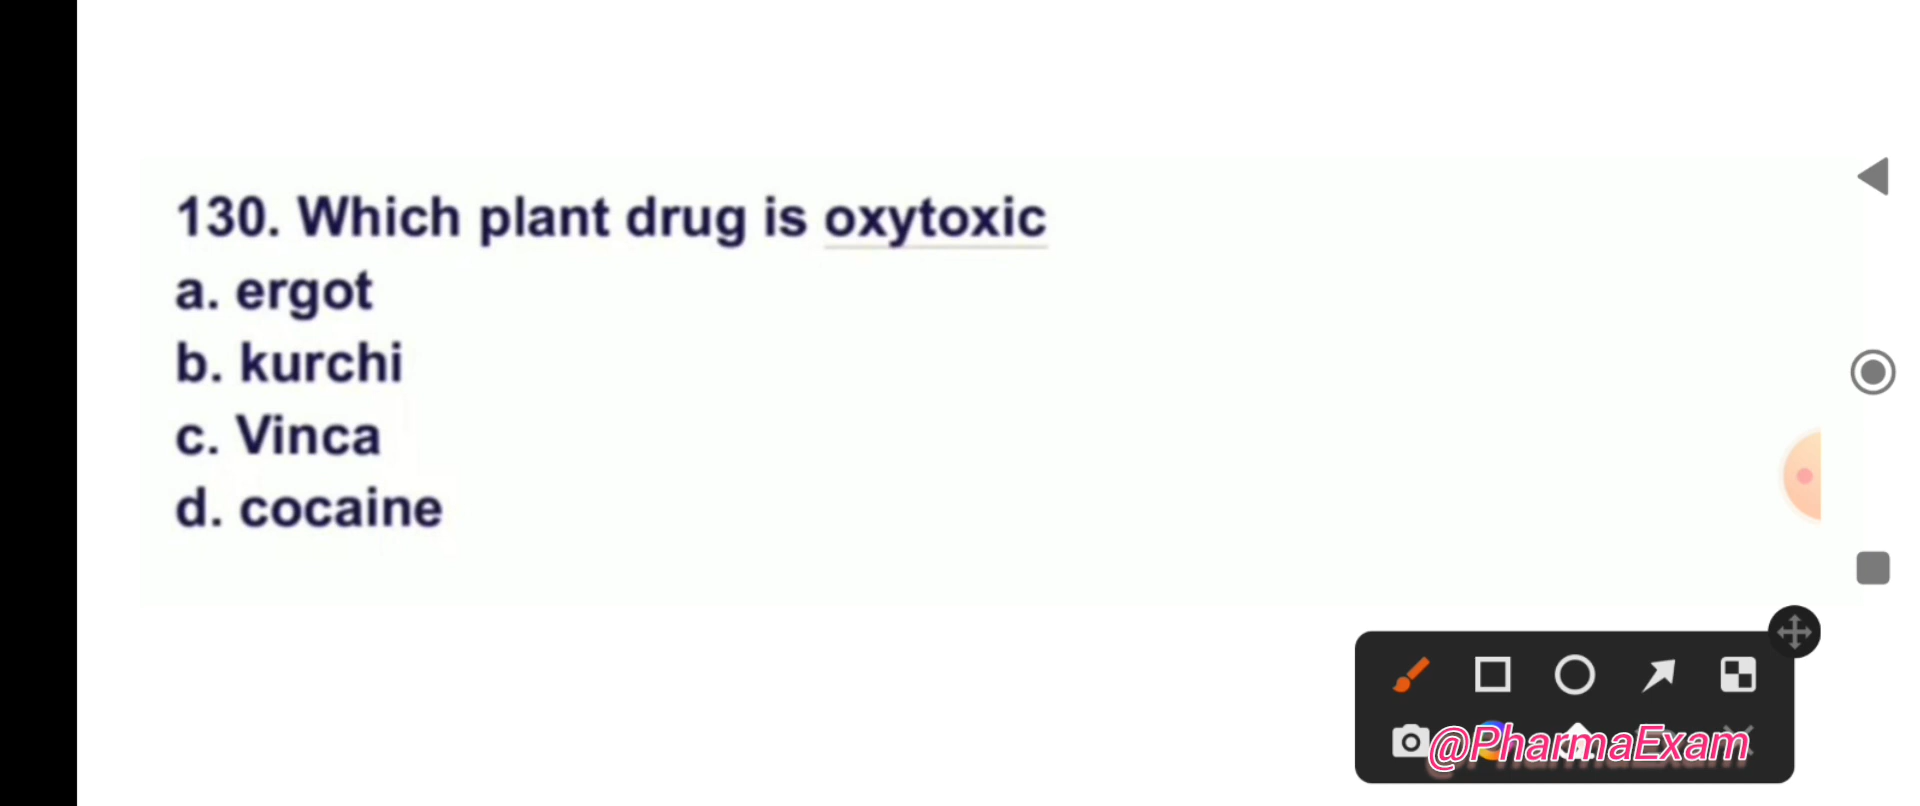 130. Which plant drug is oxytoxic
a. ergot
b. kurchi
c. Vinca
d. cocaine
@PharmaExam